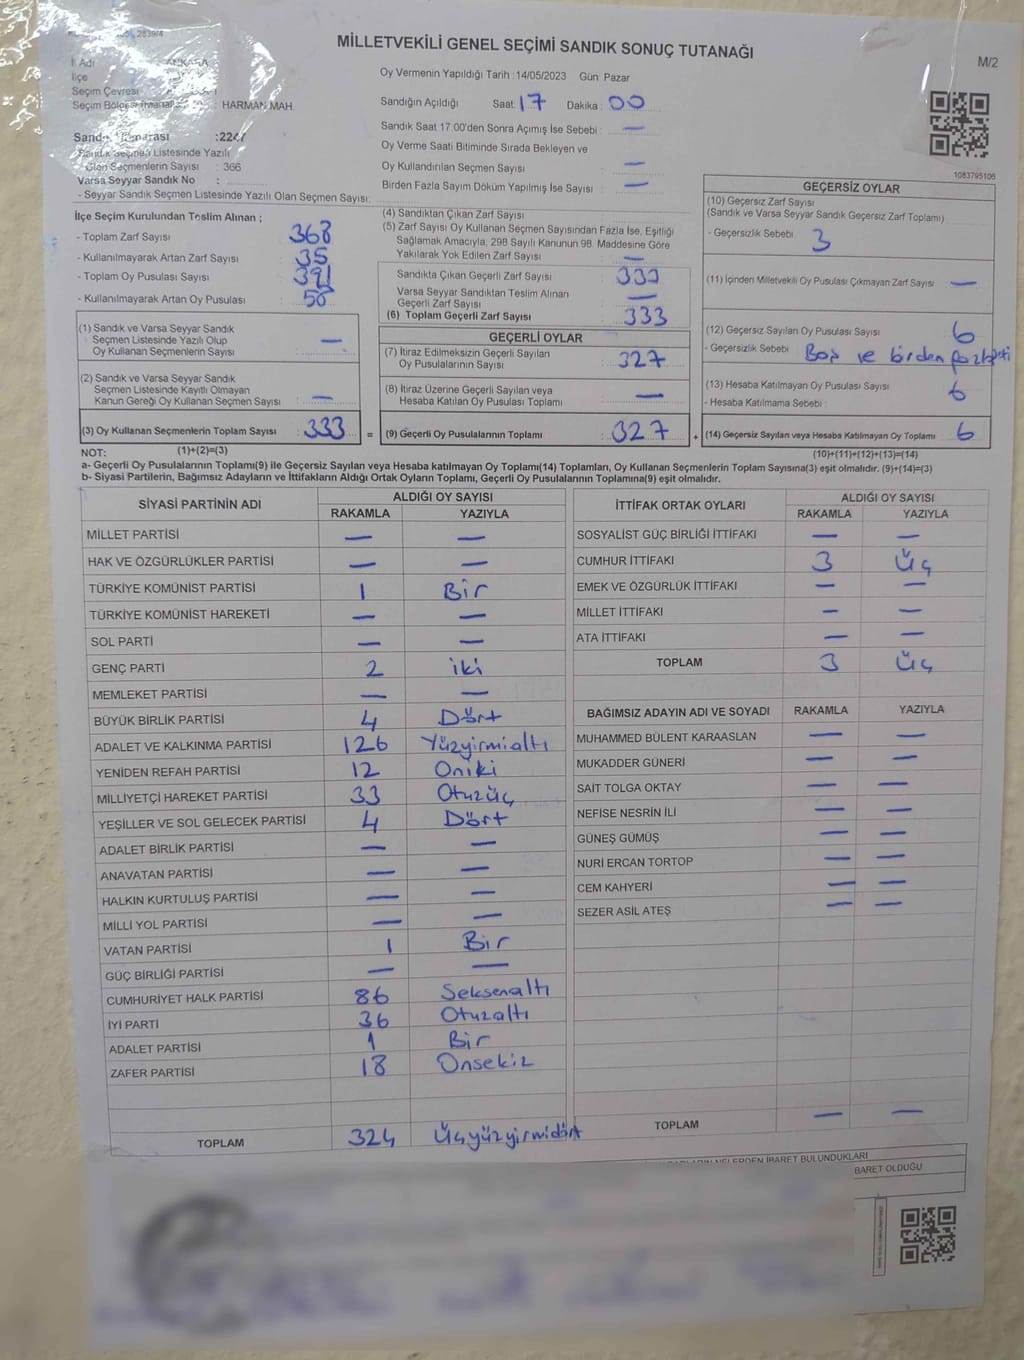 MİLLETVEKİLİ GENEL SEÇİMİ SANDIK SONUÇ TUTANAĞI
M/2
İl Adı : ANKARA
İlçe
Seçim Çevresi
Seçim Bölgesi : HARMAN MAH.
Sandık Numarası :2247
Sandık Seçmen Listesinde Yazılı
Olan Seçmenlerin Sayısı : 366
Varsa Seyyar Sandık No :
- Seyyar Sandık Seçmen Listesinde Yazılı Olan Seçmen Sayısı:
Oy Vermenin Yapıldığı Tarih :14/05/2023 Gün: Pazar
Sandığın Açıldığı Saat: 17 Dakika : 00
Sandık Saat 17:00'den Sonra Açımış İse Sebebi : —
Oy Verme Saati Bitiminde Sırada Bekleyen ve
Oy Kullandırılan Seçmen Sayısı —
Birden Fazla Sayım Döküm Yapılmış İse Sayısı : —
1083795106
İlçe Seçim Kurulundan Teslim Alınan ;
- Toplam Zarf Sayısı : 368
- Kullanılmayarak Artan Zarf Sayısı : 35
- Toplam Oy Pusulası Sayısı : 391
- Kullanılmayarak Artan Oy Pusulası : 58
(4) Sandıktan Çıkan Zarf Sayısı :
(5) Zarf Sayısı Oy Kullanan Seçmen Sayısından Fazla İse, Eşitliği
Sağlamak Amacıyla; 298 Sayılı Kanunun 98. Maddesine Göre
Yakılarak Yok Edilen Zarf Sayısı : —
Sandıkta Çıkan Geçerli Zarf Sayısı : 333
Varsa Seyyar Sandıktan Teslim Alınan
Geçerli Zarf Sayısı : —
(6) Toplam Geçerli Zarf Sayısı : 333
GEÇERSİZ OYLAR
(10) Geçersiz Zarf Sayısı
(Sandık ve Varsa Seyyar Sandık Geçersiz Zarf Toplamı)
- Geçersizlik Sebebi : 3
(11) İçinden Milletvekili Oy Pusulası Çıkmayan Zarf Sayısı : —
(12) Geçersiz Sayılan Oy Pusulası Sayısı : 6
- Geçersizlik Sebebi : Boş ve birden fazla
(13) Hesaba Katılmayan Oy Pusulası Sayısı : 6
- Hesaba Katılmama Sebebi :
(14) Geçersiz Sayılan veya Hesaba Katılmayan Oy Toplamı : 6
(1) Sandık ve Varsa Seyyar Sandık
Seçmen Listesinde Yazılı Olup
Oy Kullanan Seçmenlerin Sayısı : —
(2) Sandık ve Varsa Seyyar Sandık
Seçmen Listesinde Kayıtlı Olmayan
Kanun Gereği Oy Kullanan Seçmen Sayısı : —
(3) Oy Kullanan Seçmenlerin Toplam Sayısı : 333
GEÇERLİ OYLAR
(7) İtiraz Edilmeksizin Geçerli Sayılan
Oy Pusulalarının Sayısı : 327
(8) İtiraz Üzerine Geçerli Sayılan veya
Hesaba Katılan Oy Pusulası Toplamı : —
= (9) Geçerli Oy Pusulalarının Toplamı : 327 +
NOT: (1)+(2)=(3) (10)+(11)+(12)+(13)=(14)
a- Geçerli Oy Pusulalarının Toplamı(9) ile Geçersiz Sayılan veya Hesaba katılmayan Oy Toplamı(14) Toplamları, Oy Kullanan Seçmenlerin Toplam Sayısına(3) eşit olmalıdır. (9)+(14)=(3)
b- Siyasi Partilerin, Bağımsız Adayların ve İttifakların Aldığı Ortak Oyların Toplamı, Geçerli Oy Pusulalarının Toplamına(9) eşit olmalıdır.
SİYASİ PARTİNİN ADI ALDIĞI OY SAYISI
RAKAMLA YAZIYLA
MİLLET PARTİSİ — —
HAK VE ÖZGÜRLÜKLER PARTİSİ — —
TÜRKİYE KOMÜNİST PARTİSİ 1 Bir
TÜRKİYE KOMÜNİST HAREKETİ — —
SOL PARTİ — —
GENÇ PARTİ 2 iki
MEMLEKET PARTİSİ — —
BÜYÜK BİRLİK PARTİSİ 4 Dört
ADALET VE KALKINMA PARTİSİ 126 Yüzyirmialtı
YENİDEN REFAH PARTİSİ 12 Oniki
MİLLİYETÇİ HAREKET PARTİSİ 33 Otuzüç
YEŞİLLER VE SOL GELECEK PARTİSİ 4 Dört
ADALET BİRLİK PARTİSİ — —
ANAVATAN PARTİSİ — —
HALKIN KURTULUŞ PARTİSİ — —
MİLLİ YOL PARTİSİ — —
VATAN PARTİSİ 1 Bir
GÜÇ BİRLİĞİ PARTİSİ — —
CUMHURİYET HALK PARTİSİ 86 Seksenaltı
İYİ PARTİ 36 Otuzaltı
ADALET PARTİSİ 1 Bir
ZAFER PARTİSİ 18 Onsekiz
TOPLAM 324 Üçyüzyirmidört
İTTİFAK ORTAK OYLARI ALDIĞI OY SAYISI
RAKAMLA YAZIYLA
SOSYALİST GÜÇ BİRLİĞİ İTTİFAKI — —
CUMHUR İTTİFAKI 3 Üç
EMEK VE ÖZGÜRLÜK İTTİFAKI — —
MİLLET İTTİFAKI — —
ATA İTTİFAKI — —
TOPLAM 3 Üç
BAĞIMSIZ ADAYIN ADI VE SOYADI RAKAMLA YAZIYLA
MUHAMMED BÜLENT KARAASLAN — —
MUKADDER GÜNERİ — —
SAİT TOLGA OKTAY — —
NEFİSE NESRİN İLİ — —
GÜNEŞ GÜMÜŞ — —
NURİ ERCAN TORTOP — —
CEM KAHYERİ — —
SEZER ASİL ATEŞ — —
TOPLAM — —
NELERDEN İBARET BULUNDUKLARI
BARET OLDUĞU